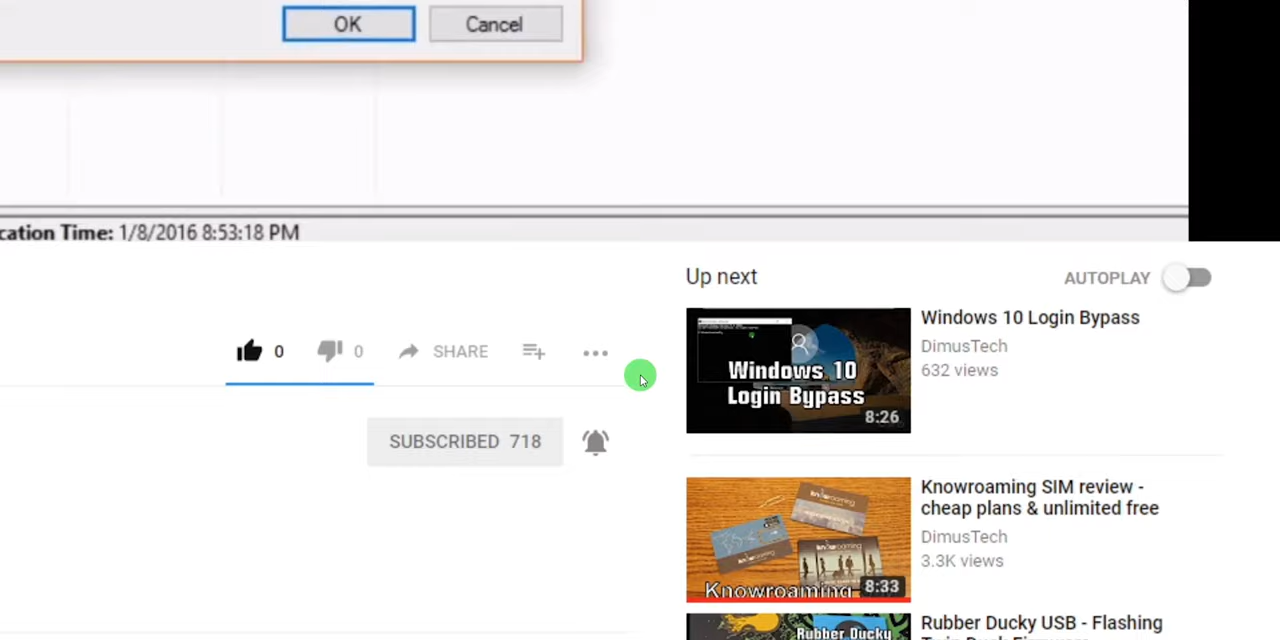 OK Cancel
cation Time: 1/8/2016 8:53:18 PM
Up next AUTOPLAY
0 0 SHARE
SUBSCRIBED 718
Windows 10
Login Bypass
8:26
Windows 10 Login Bypass
DimusTech
632 views
Knowroaming
8:33
Knowroaming SIM review -
cheap plans & unlimited free
DimusTech
3.3K views
Rubber Ducky
Rubber Ducky USB - Flashing